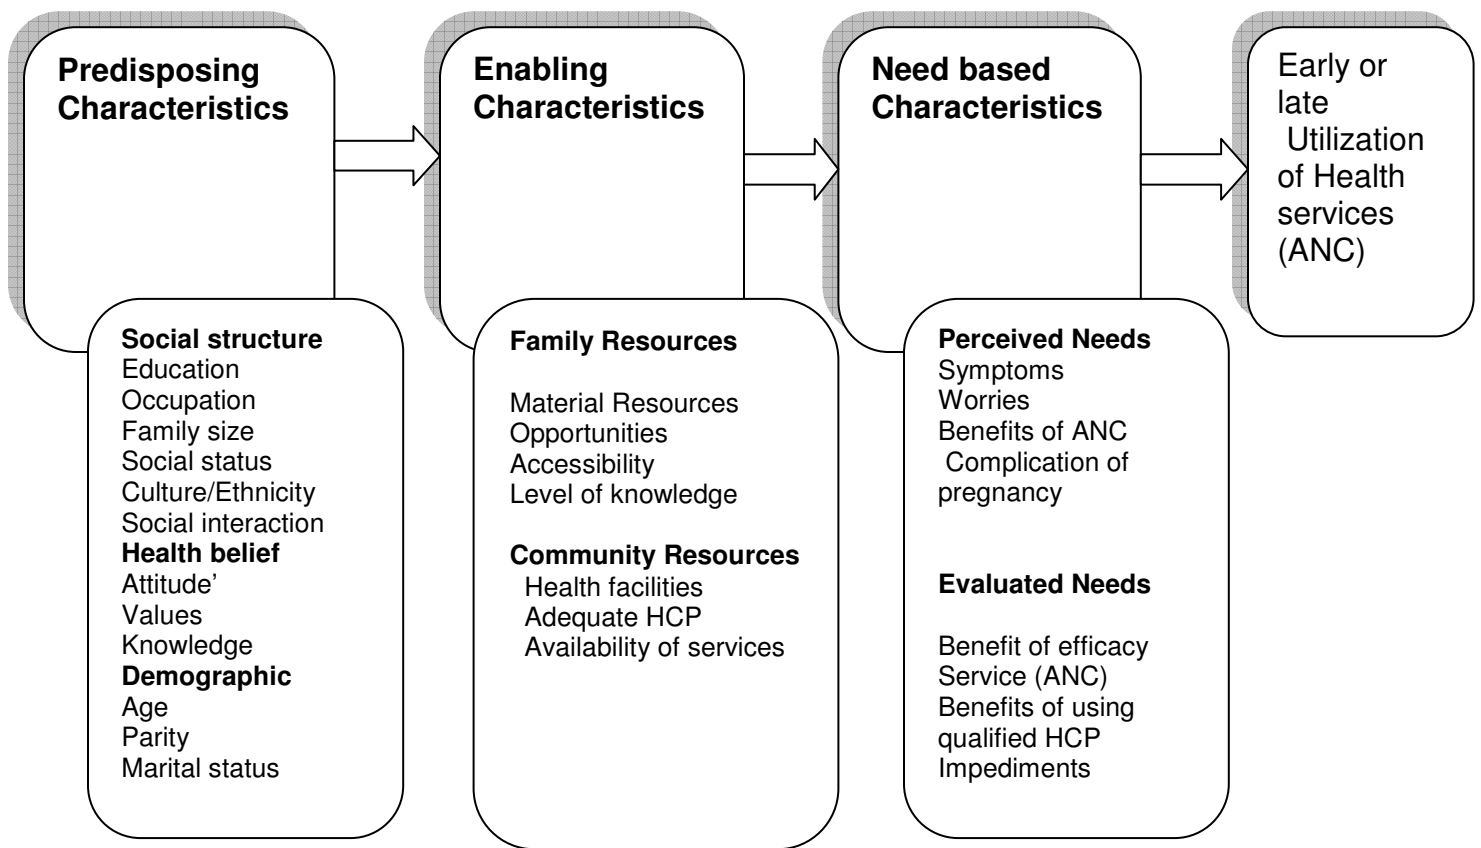 Predisposing
Characteristics
Social structure
Education
Occupation
Family size
Social status
Culture/Ethnicity
Social interaction
Health belief
Attitude’
Values
Knowledge
Demographic
Age
Parity
Marital status
Enabling
Characteristics
Family Resources
Material Resources
Opportunities
Accessibility
Level of knowledge
Community Resources
Health facilities
Adequate HCP
Availability of services
Need based
Characteristics
Perceived Needs
Symptoms
Worries
Benefits of ANC
Complication of
pregnancy
Evaluated Needs
Benefit of efficacy
Service (ANC)
Benefits of using
qualified HCP
Impediments
Early or
late
Utilization
of Health
services
(ANC)